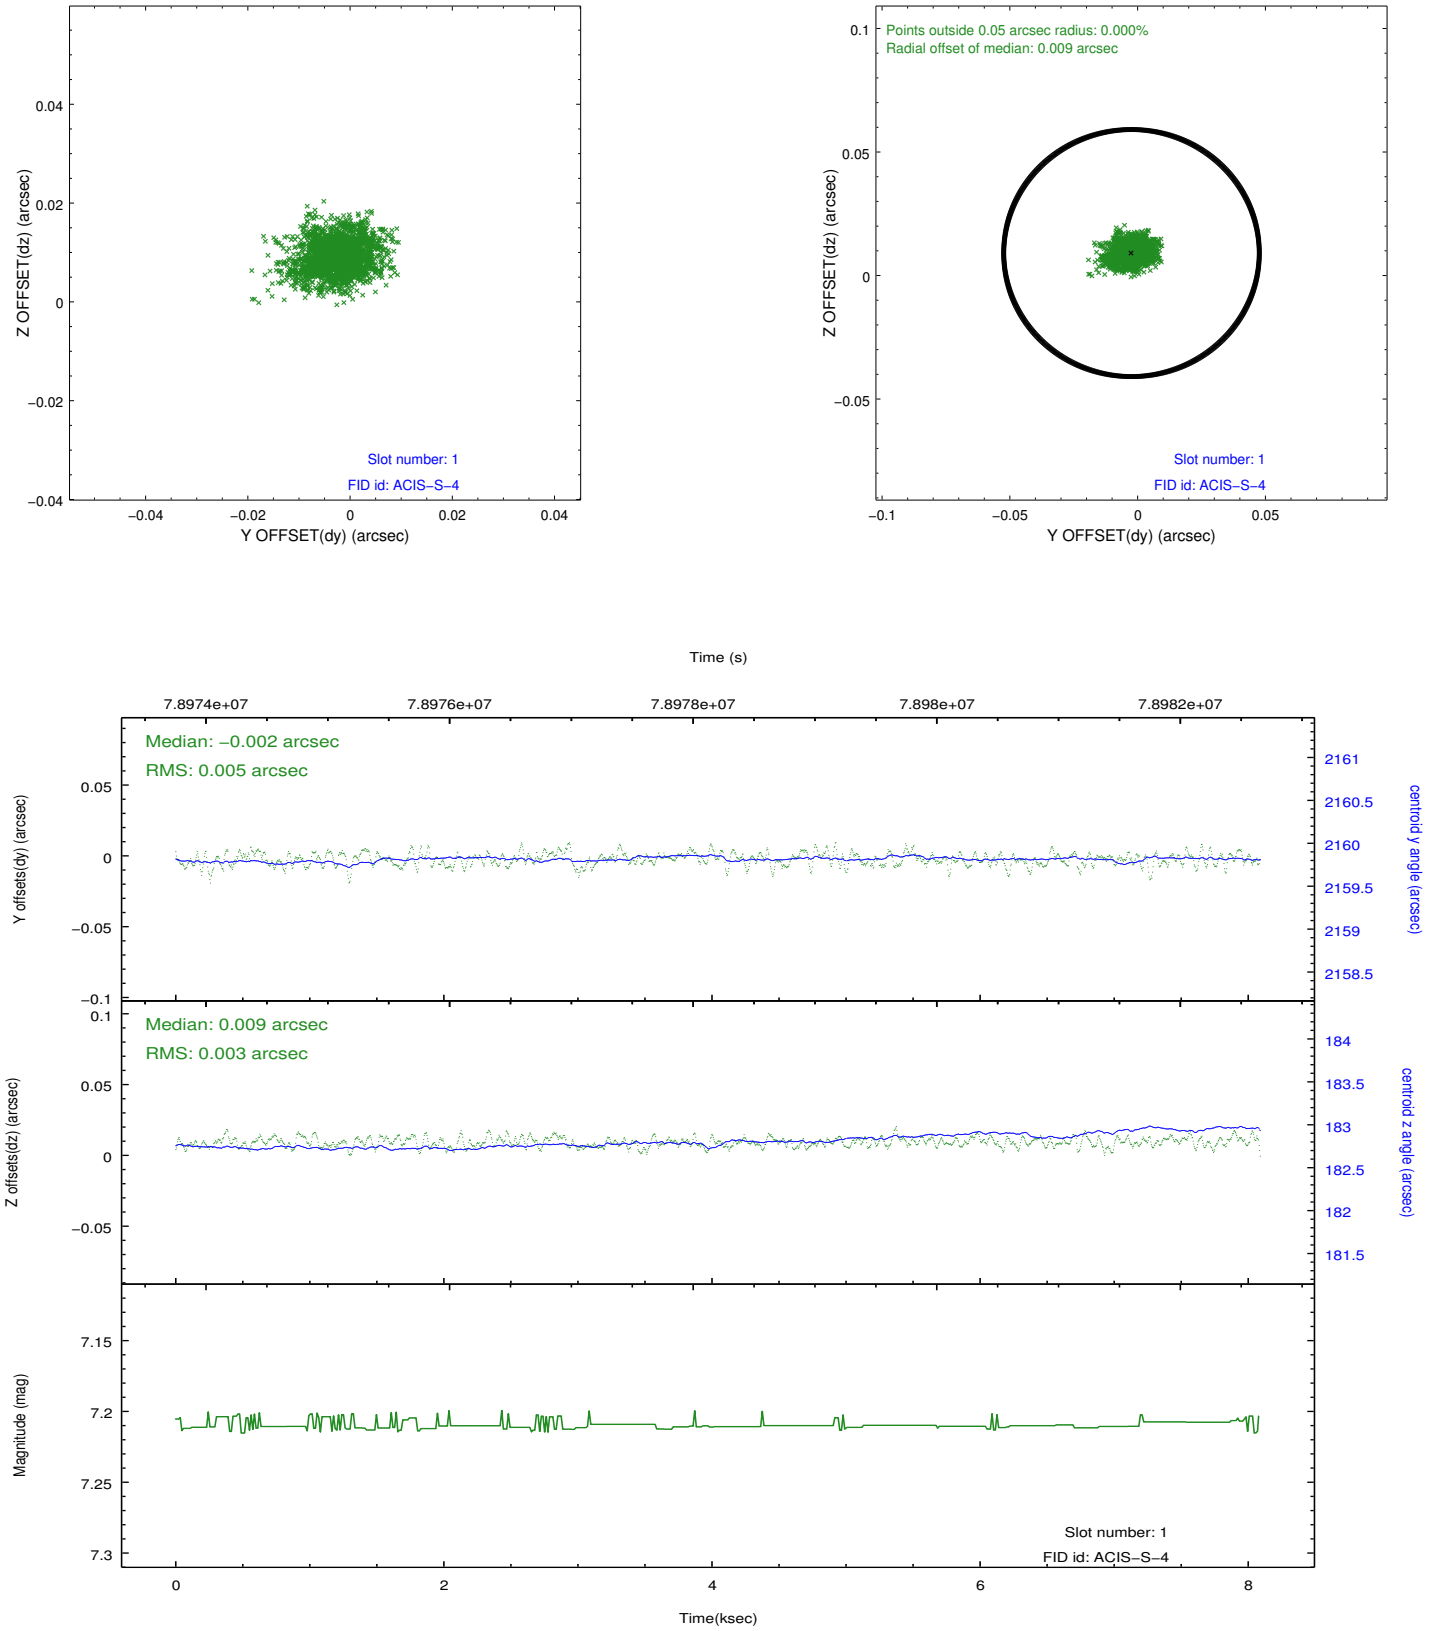 0.04
0.02
0
−0.02
−0.04
Z OFFSET(dz) (arcsec)
Slot number: 1
FID id: ACIS−S−4
−0.04
−0.02
0
0.02
0.04
Y OFFSET(dy) (arcsec)
Points outside 0.05 arcsec radius: 0.000%
Radial offset of median: 0.009 arcsec
0.1
0.05
0
−0.05
Z OFFSET(dz) (arcsec)
Slot number: 1
FID id: ACIS−S−4
−0.1
−0.05
0
0.05
Y OFFSET(dy) (arcsec)
Time (s)
7.8974e+07
7.8976e+07
7.8978e+07
7.898e+07
7.8982e+07
Median: −0.002 arcsec
RMS: 0.005 arcsec
0.05
0
−0.05
−0.1
Y offsets(dy) (arcsec)
2161
2160.5
2160
2159.5
2159
2158.5
centroid y angle (arcsec)
Median: 0.009 arcsec
RMS: 0.003 arcsec
0.1
0.05
0
−0.05
Z offsets(dz) (arcsec)
184
183.5
183
182.5
182
181.5
centroid z angle (arcsec)
7.15
7.2
7.25
7.3
Magnitude (mag)
Slot number: 1
FID id: ACIS−S−4
0
2
4
6
8
Time(ksec)